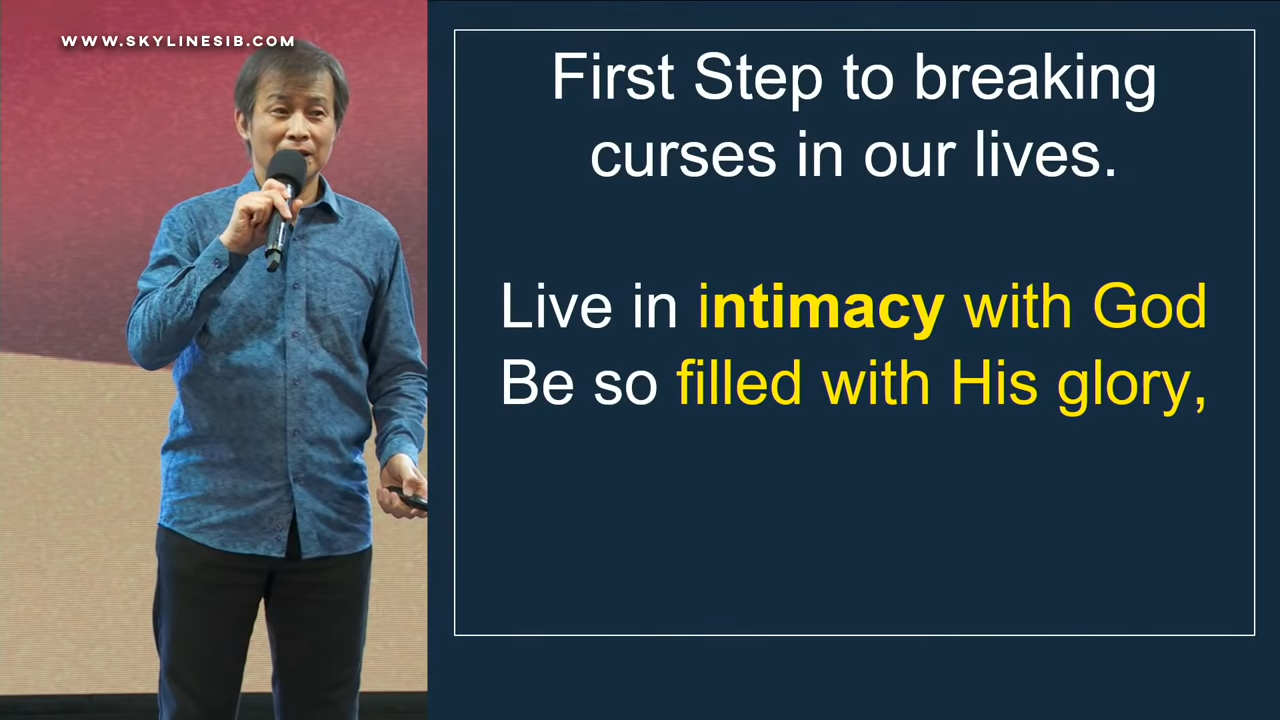 WWW.SKYLINESIB.COM
First Step to breaking
curses in our lives.
Live in intimacy with God
Be so filled with His glory,